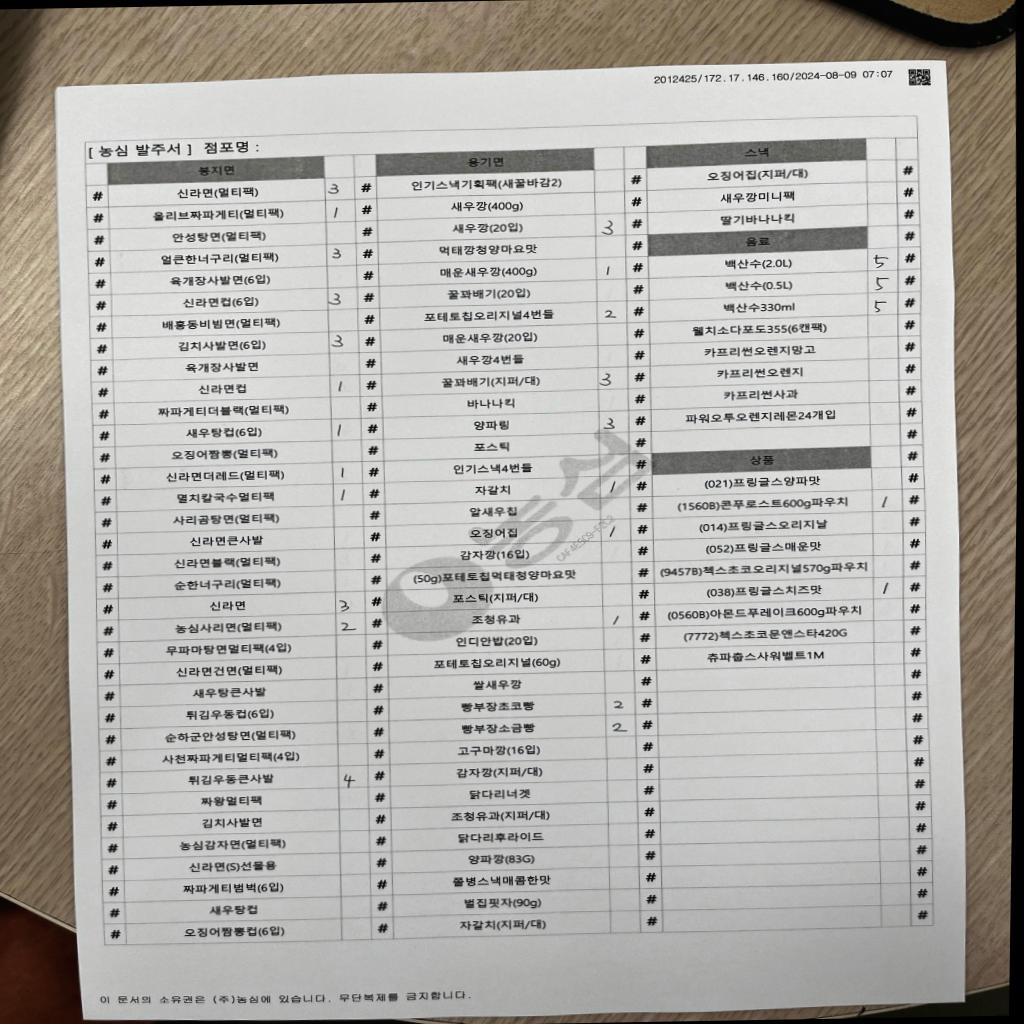 2012425/172.17.146.160/2024-08-09 07:07
[ 농심 발주서 ] 점포명 :
봉지면
# 신라면(멀티팩) 3
# 올리브짜파게티(멀티팩) 1
# 안성탕면(멀티팩)
# 얼큰한너구리(멀티팩) 3
# 육개장사발면(6입)
# 신라면컵(6입) 3
# 배홍동비빔면(멀티팩)
# 김치사발면(6입) 3
# 육개장사발면
# 신라면컵 1
# 짜파게티더블랙(멀티팩)
# 새우탕컵(6입) 1
# 오징어짬뽕(멀티팩)
# 신라면더레드(멀티팩) 1
# 멸치칼국수멀티팩 1
# 사리곰탕면(멀티팩)
# 신라면큰사발
# 신라면블랙(멀티팩)
# 순한너구리(멀티팩)
# 신라면 3
# 농심사리면(멀티팩) 2
# 무파마탕면멀티팩(4입)
# 신라면건면(멀티팩)
# 새우탕큰사발
# 튀김우동컵(6입)
# 순하군안성탕면(멀티팩)
# 사천짜파게티멀티팩(4입)
# 튀김우동큰사발 4
# 짜왕멀티팩
# 김치사발면
# 농심감자면(멀티팩)
# 신라면(S)선물용
# 짜파게티범벅(6입)
# 새우탕컵
# 오징어짬뽕컵(6입)
용기면
# 인기스낵기획팩(새꿀바감2)
# 새우깡(400g)
# 새우깡(20입) 3
# 먹태깡청양마요맛
# 매운새우깡(400g) 1
# 꿀꽈배기(20입)
# 포테토칩오리지널4번들 2
# 매운새우깡(20입)
# 새우깡4번들
# 꿀꽈배기(지퍼/대) 3
# 바나나킥
# 양파링 3
# 포스틱
# 인기스낵4번들
# 자갈치 1
# 알새우칩
# 오징어집 1
# 감자깡(16입)
# (50g)포테토칩먹태청양마요맛
# 포스틱(지퍼/대)
# 조청유과 1
# 인디안밥(20입)
# 포테토칩오리지널(60g)
# 쌀새우깡
# 빵부장초코빵 2
# 빵부장소금빵 2
# 고구마깡(16입)
# 감자깡(지퍼/대)
# 닭다리너겟
# 조청유과(지퍼/대)
# 닭다리후라이드
# 양파깡(83G)
# 쫄병스낵매콤한맛
# 벌집핏자(90g)
# 자갈치(지퍼/대)
스낵
# 오징어집(지퍼/대)
# 새우깡미니팩
# 딸기바나나킥
음료
# 백산수(2.0L) 5
# 백산수(0.5L) 5
# 백산수330ml 5
# 웰치소다포도355(6캔팩)
# 카프리썬오렌지망고
# 카프리썬오렌지
# 카프리썬사과
# 파워오투오렌지레몬24개입
상품
# (021)프링글스양파맛
# (1560B)콘푸로스트600g파우치 1
# (014)프링글스오리지날
# (052)프링글스매운맛
# (9457B)첵스초코오리지널570g파우치
# (038)프링글스치즈맛 1
# (0560B)아몬드푸레이크600g파우치
# (7772)첵스초코문앤스타420G
# 츄파춥스사워벨트1M
농심
이 문서의 소유권은 (주)농심에 있습니다. 무단복제를 금지합니다.